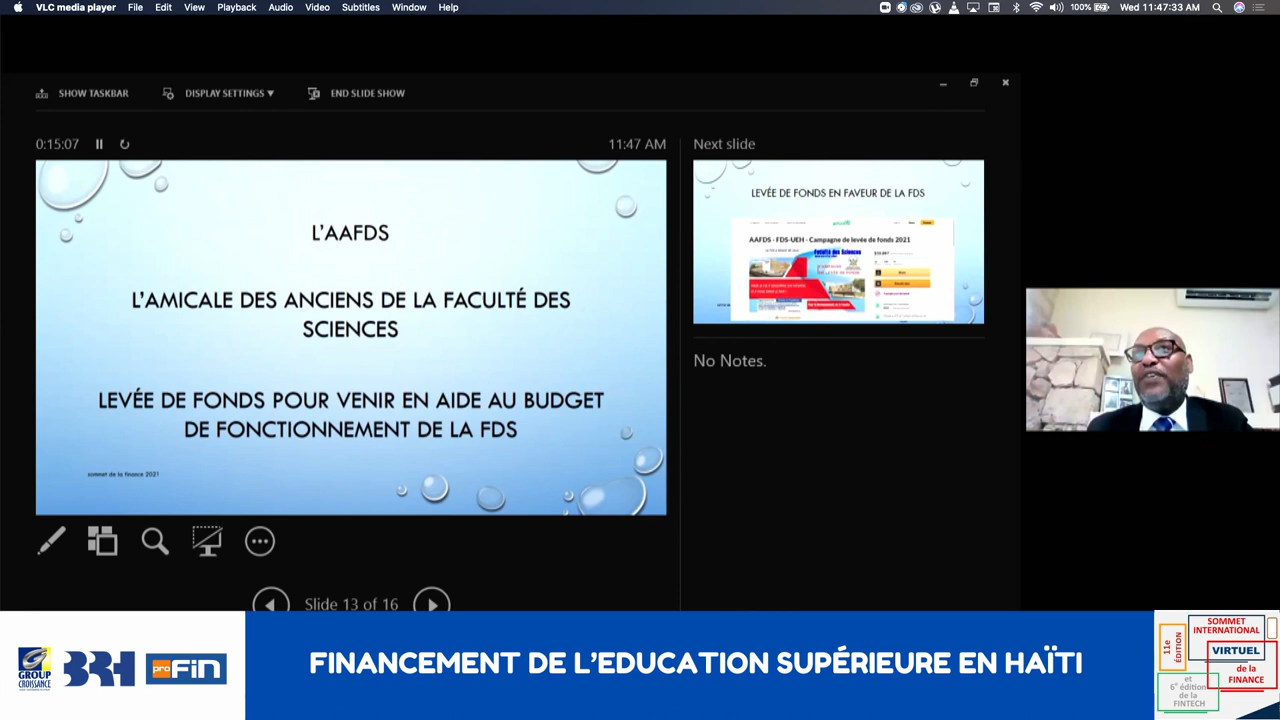 VLC media player File Edit View Playback Audio Video Subtitles Window Help 100% Wed 11:47:33 AM
SHOW TASKBAR DISPLAY SETTINGS ▼ END SLIDE SHOW
0:15:07 11:47 AM
L'AAFDS
L'AMICALE DES ANCIENS DE LA FACULTÉ DES
SCIENCES
LEVÉE DE FONDS POUR VENIR EN AIDE AU BUDGET
DE FONCTIONNEMENT DE LA FDS
sommet de la finance 2021
Slide 13 of 16
Next slide
LEVÉE DE FONDS EN FAVEUR DE LA FDS
AAFDS - FDS-UEH - Campagne de levée de fonds 2021
Faculté des Sciences
No Notes.
GROUP
CROISSANCE
BRH
proFin
FINANCEMENT DE L'EDUCATION SUPÉRIEURE EN HAÏTI
11e
ÉDITION
SOMMET
INTERNATIONAL
VIRTUEL
de la
FINANCE
et
6e édition
de la
FINTECH